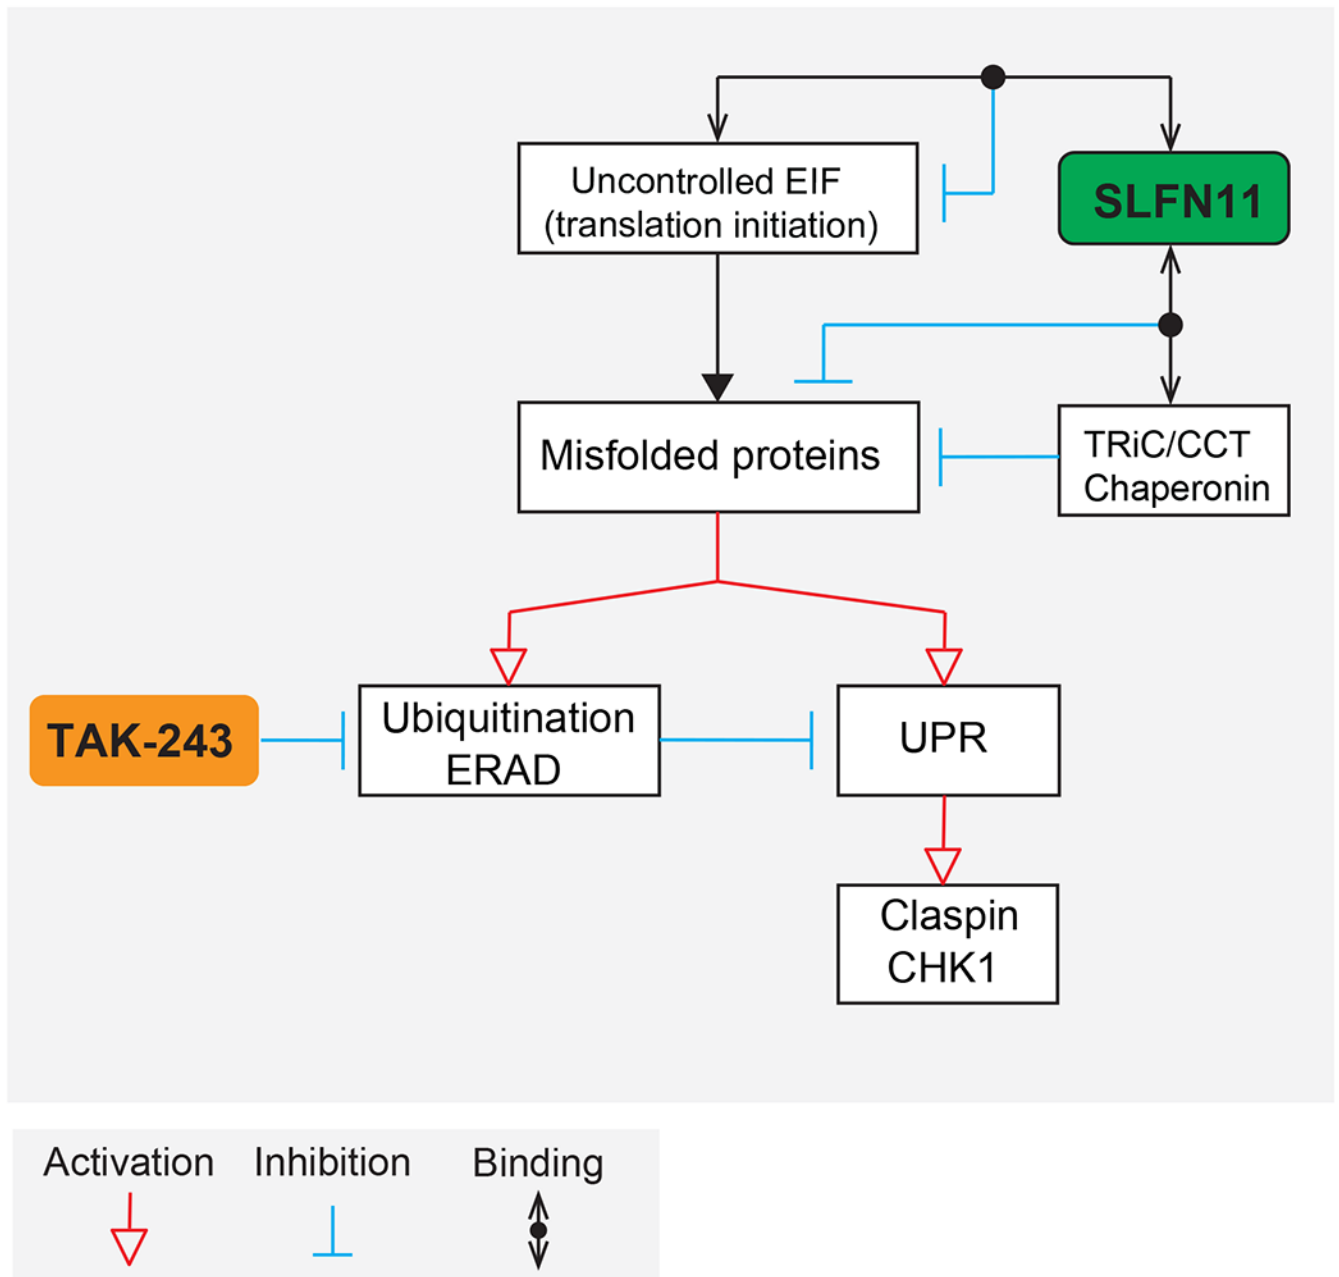 Uncontrolled EIF
(translation initiation)
SLFN11
Misfolded proteins
TRiC/CCT
Chaperonin
TAK-243
Ubiquitination
ERAD
UPR
Claspin
CHK1
Activation
Inhibition
Binding